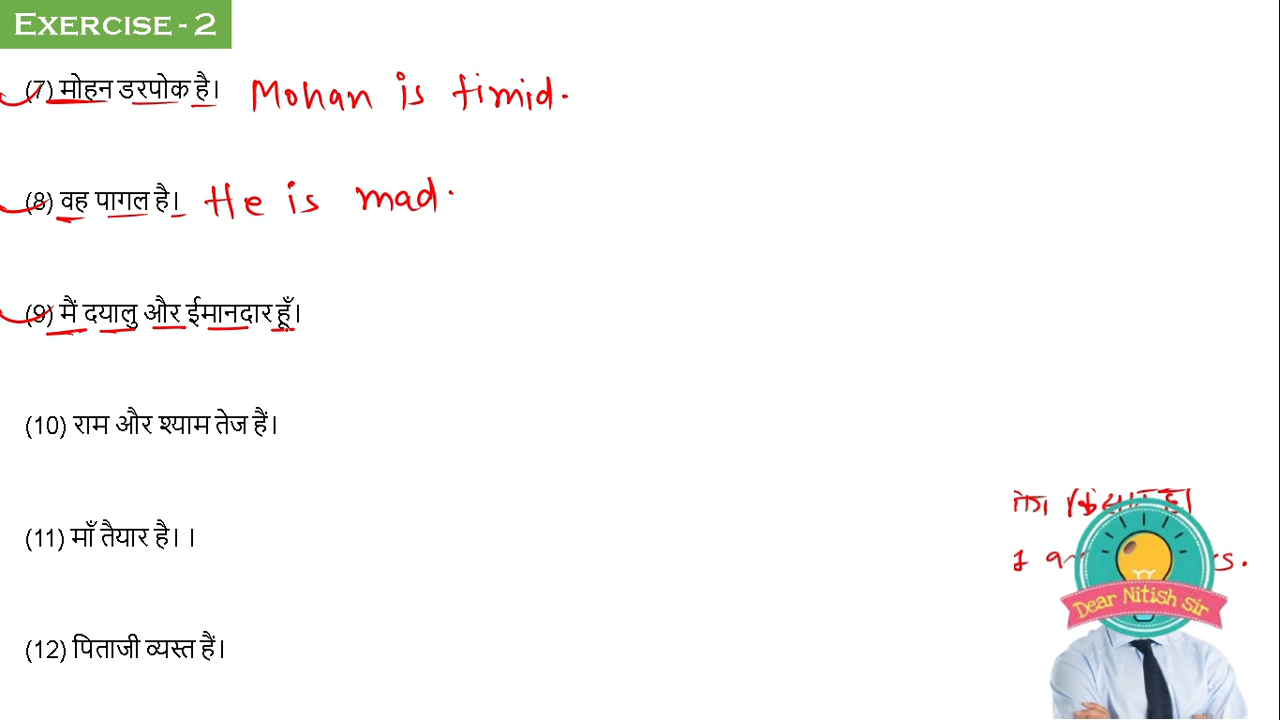 EXERCISE - 2
(7) मोहन डरपोक है। Mohan is timid.
(8) वह पागल है। He is mad.
(9) मैं दयालु और ईमानदार हूँ।
(10) राम और श्याम तेज हैं।
(11) माँ तैयार है। ।
(12) पिताजी व्यस्त हैं।
Dear Nitish Sir